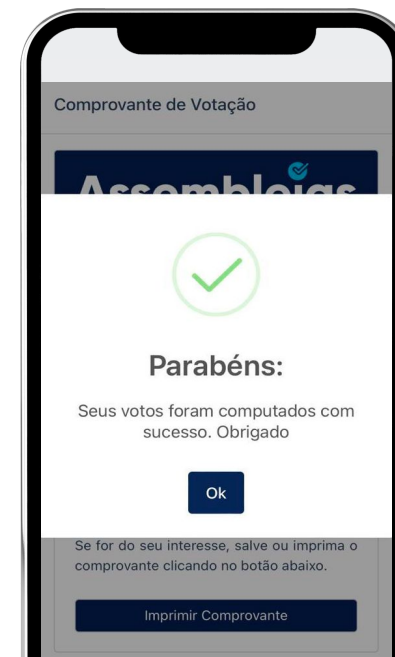 Comprovante de Votação
Assembleias
Parabéns:
Seus votos foram computados com
sucesso. Obrigado
Ok
Se for do seu interesse, salve ou imprima o
comprovante clicando no botão abaixo.
Imprimir Comprovante